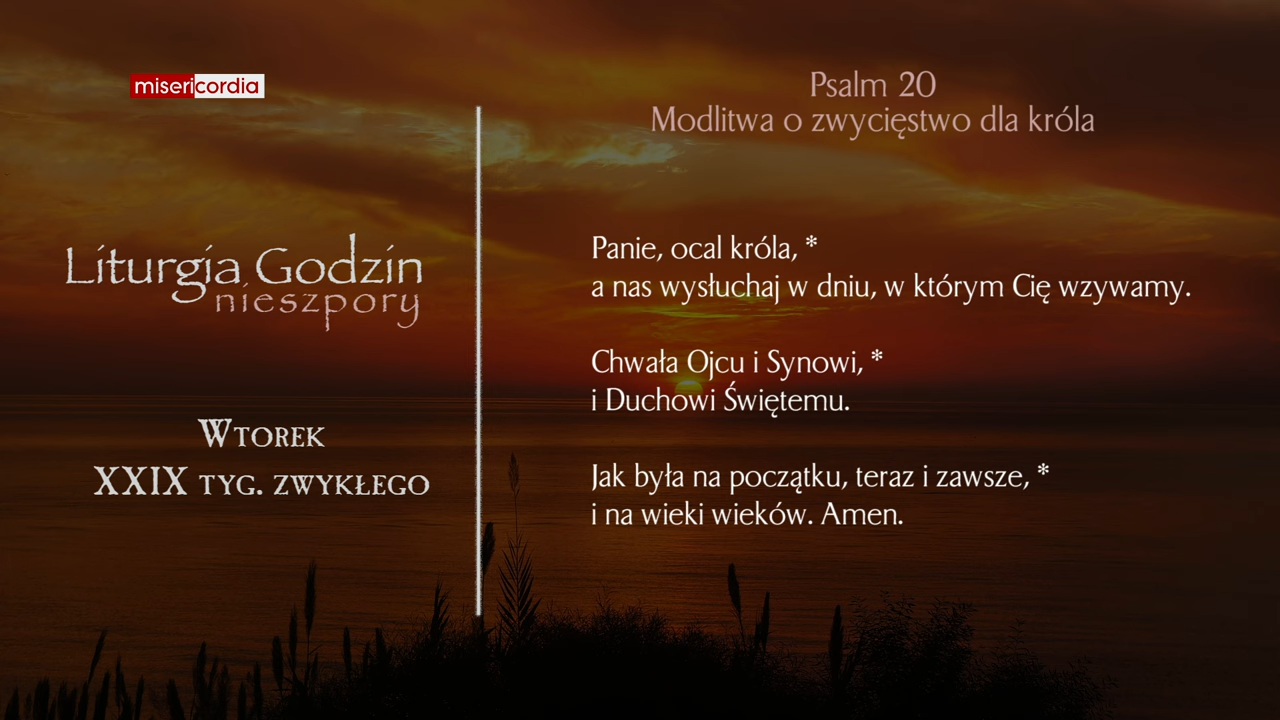 misericordia
Liturgia Godzin
nieszpory
Wtorek
XXIX tyg. zwykłego
Psalm 20
Modlitwa o zwycięstwo dla króla
Panie, ocal króla, *
a nas wysłuchaj w dniu, w którym Cię wzywamy.
Chwała Ojcu i Synowi, *
i Duchowi Świętemu.
Jak była na początku, teraz i zawsze, *
i na wieki wieków. Amen.